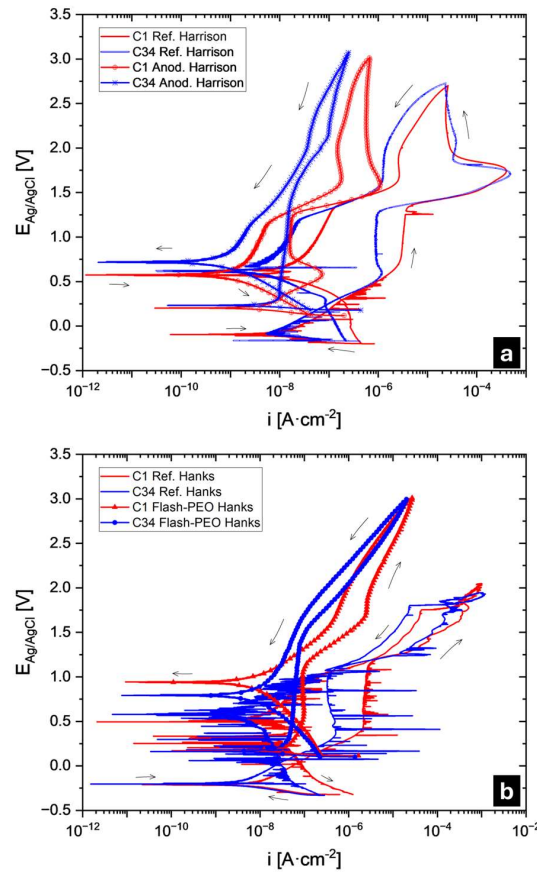 3.5
3.0
2.5
2.0
1.5
1.0
0.5
0.0
−0.5
E_Ag/AgCl [V]
C1 Ref. Harrison
C34 Ref. Harrison
C1 Anod. Harrison
C34 Anod. Harrison
a
10⁻¹² 10⁻¹⁰ 10⁻⁸ 10⁻⁶ 10⁻⁴
i [A·cm⁻²]
3.5
3.0
2.5
2.0
1.5
1.0
0.5
0.0
−0.5
E_Ag/AgCl [V]
C1 Ref. Hanks
C34 Ref. Hanks
C1 Flash-PEO Hanks
C34 Flash-PEO Hanks
b
10⁻¹² 10⁻¹⁰ 10⁻⁸ 10⁻⁶ 10⁻⁴ 10⁻²
i [A·cm⁻²]